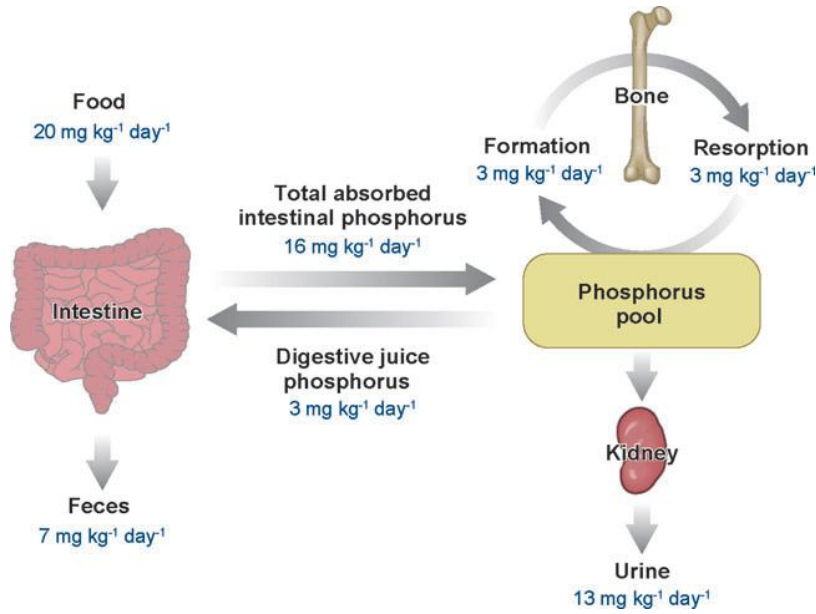 Food
20 mg kg⁻¹ day⁻¹
Intestine
Feces
7 mg kg⁻¹ day⁻¹
Total absorbed
intestinal phosphorus
16 mg kg⁻¹ day⁻¹
Digestive juice
phosphorus
3 mg kg⁻¹ day⁻¹
Bone
Formation
3 mg kg⁻¹ day⁻¹
Resorption
3 mg kg⁻¹ day⁻¹
Phosphorus
pool
Kidney
Urine
13 mg kg⁻¹ day⁻¹